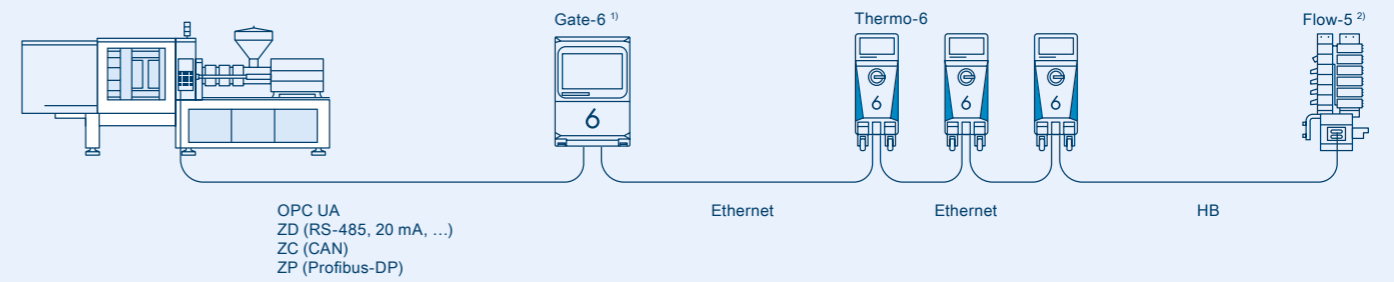 Gate-6 ¹⁾
Thermo-6
Flow-5 ²⁾
6
6
6
6
OPC UA
ZD (RS-485, 20 mA, …)
ZC (CAN)
ZP (Profibus-DP)
Ethernet
Ethernet
HB